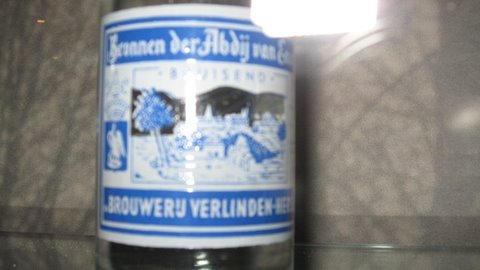 Bronnen der Abdij van
BRUISEND
BROUWERIJ VERLINDEN-